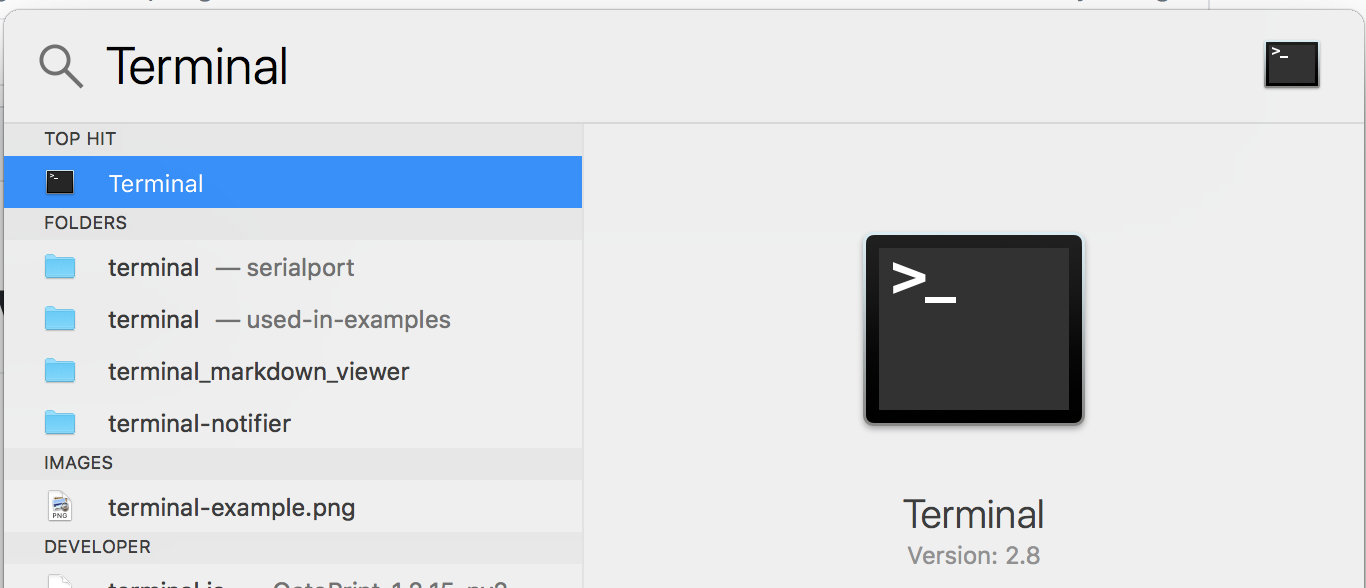 Terminal
TOP HIT
Terminal
FOLDERS
terminal — serialport
terminal — used-in-examples
terminal_markdown_viewer
terminal-notifier
IMAGES
PNG
terminal-example.png
DEVELOPER
>_
Terminal
Version: 2.8